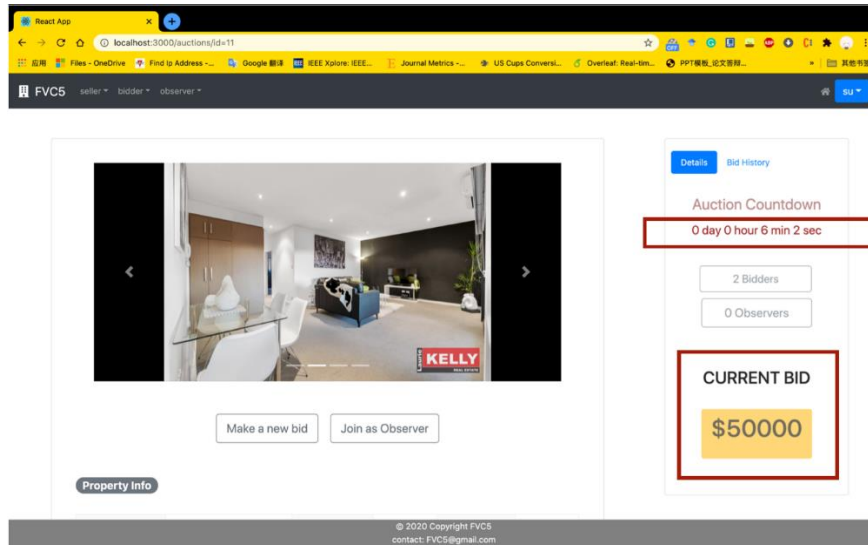 React App
localhost:3000/auctions/id=11
应用
Files - OneDrive
Find Ip Address -...
Google 翻译
IEEE Xplore: IEEE...
Journal Metrics -...
US Cups Conversi...
Overleaf: Real-tim...
PPT模板_论文答辩...
»
其他书签
FVC5
seller
bidder
observer
su
Details
Bid History
Auction Countdown
0 day 0 hour 6 min 2 sec
2 Bidders
0 Observers
KELLY
CURRENT BID
$50000
Make a new bid
Join as Observer
Property Info
© 2020 Copyright FVC5
contact: FVC5@gmail.com